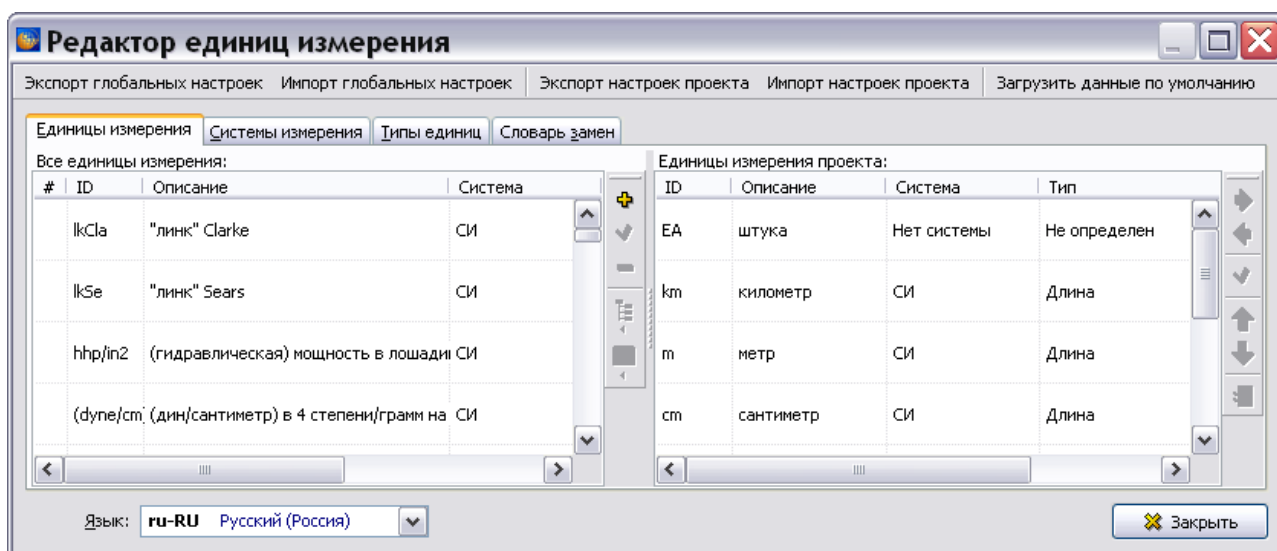 Редактор единиц измерения
Экспорт глобальных настроек Импорт глобальных настроек Экспорт настроек проекта Импорт настроек проекта Загрузить данные по умолчанию
Единицы измерения Системы измерения Типы единиц Словарь замен
Все единицы измерения: Единицы измерения проекта:
# ID Описание Система ID Описание Система Тип
lkCla "линк" Clarke СИ EA штука Нет системы Не определен
lkSe "линк" Sears СИ km километр СИ Длина
hhp/in2 (гидравлическая) мощность в лошади СИ m метр СИ Длина
(dyne/cm) (дин/сантиметр) в 4 степени/грамм на СИ cm сантиметр СИ Длина
Язык: ru-RU Русский (Россия) Закрыть